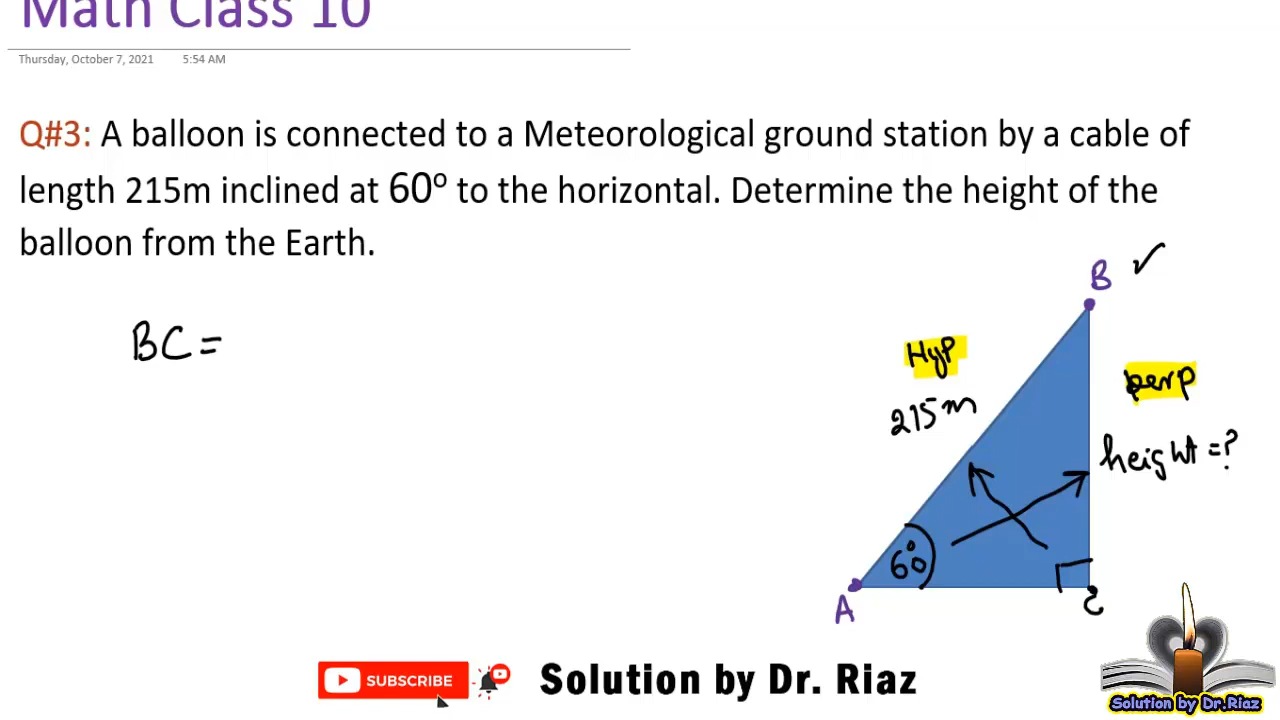 Math Class 10
Thursday, October 7, 2021 5:54 AM
Q#3: A balloon is connected to a Meteorological ground station by a cable of
length 215m inclined at 60° to the horizontal. Determine the height of the
balloon from the Earth.
B ✓
BC=
Hyp
perp
215m
height=?
60°
A
C
SUBSCRIBE
Solution by Dr. Riaz
Solution by Dr.Riaz